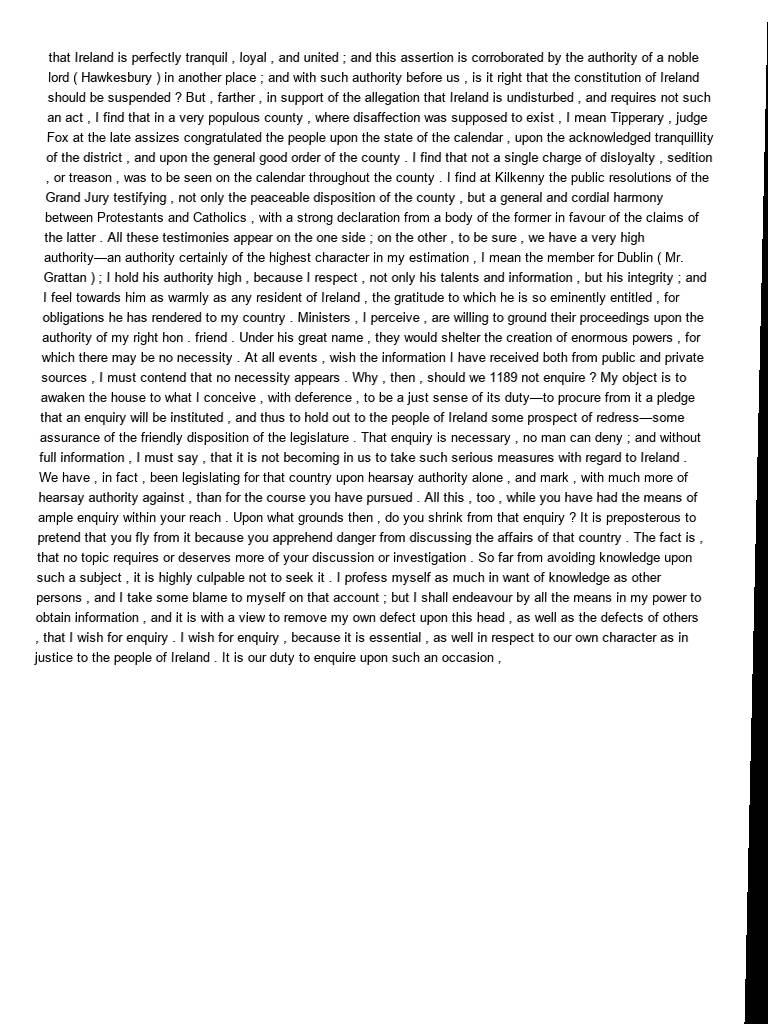 that Ireland is perfectly tranquil , loyal , and united ; and this assertion is corroborated by the authority of a noble
lord ( Hawkesbury ) in another place ; and with such authority before us , is it right that the constitution of Ireland
should be suspended ? But , farther , in support of the allegation that Ireland is undisturbed , and requires not such
an act , I find that in a very populous county , where disaffection was supposed to exist , I mean Tipperary , judge
Fox at the late assizes congratulated the people upon the state of the calendar , upon the acknowledged tranquillity
of the district , and upon the general good order of the county . I find that not a single charge of disloyalty , sedition
, or treason , was to be seen on the calendar throughout the county . I find at Kilkenny the public resolutions of the
Grand Jury testifying , not only the peaceable disposition of the county , but a general and cordial harmony
between Protestants and Catholics , with a strong declaration from a body of the former in favour of the claims of
the latter . All these testimonies appear on the one side ; on the other , to be sure , we have a very high
authority—an authority certainly of the highest character in my estimation , I mean the member for Dublin ( Mr.
Grattan ) ; I hold his authority high , because I respect , not only his talents and information , but his integrity ; and
I feel towards him as warmly as any resident of Ireland , the gratitude to which he is so eminently entitled , for
obligations he has rendered to my country . Ministers , I perceive , are willing to ground their proceedings upon the
authority of my right hon . friend . Under his great name , they would shelter the creation of enormous powers , for
which there may be no necessity . At all events , wish the information I have received both from public and private
sources , I must contend that no necessity appears . Why , then , should we 1189 not enquire ? My object is to
awaken the house to what I conceive , with deference , to be a just sense of its duty—to procure from it a pledge
that an enquiry will be instituted , and thus to hold out to the people of Ireland some prospect of redress—some
assurance of the friendly disposition of the legislature . That enquiry is necessary , no man can deny ; and without
full information , I must say , that it is not becoming in us to take such serious measures with regard to Ireland .
We have , in fact , been legislating for that country upon hearsay authority alone , and mark , with much more of
hearsay authority against , than for the course you have pursued . All this , too , while you have had the means of
ample enquiry within your reach . Upon what grounds then , do you shrink from that enquiry ? It is preposterous to
pretend that you fly from it because you apprehend danger from discussing the affairs of that country . The fact is ,
that no topic requires or deserves more of your discussion or investigation . So far from avoiding knowledge upon
such a subject , it is highly culpable not to seek it . I profess myself as much in want of knowledge as other
persons , and I take some blame to myself on that account ; but I shall endeavour by all the means in my power to
obtain information , and it is with a view to remove my own defect upon this head , as well as the defects of others
, that I wish for enquiry . I wish for enquiry , because it is essential , as well in respect to our own character as in
justice to the people of Ireland . It is our duty to enquire upon such an occasion ,